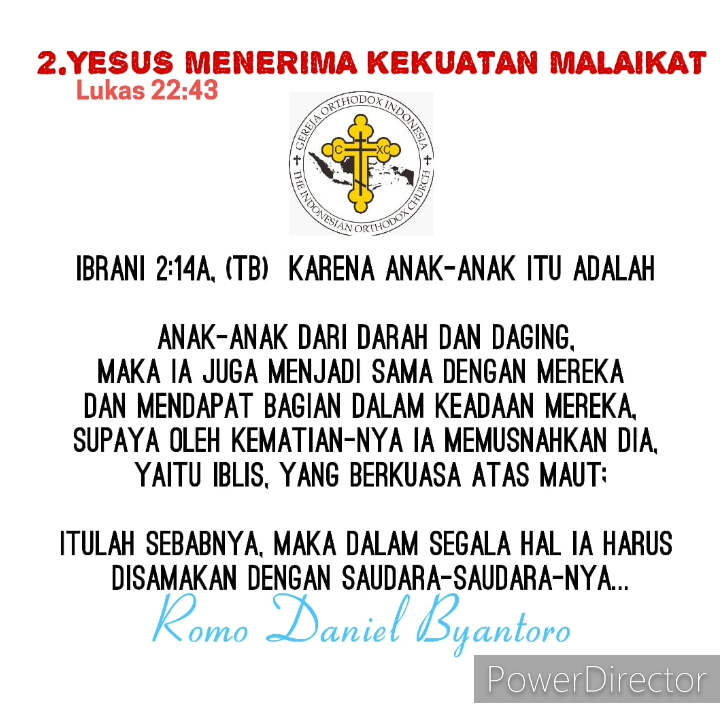 2.YESUS MENERIMA KEKUATAN MALAIKAT
Lukas 22:43
GEREJA ORTHODOX INDONESIA
IC XC
THE INDONESIAN ORTHODOX CHURCH
IBRANI 2:14A, (TB) KARENA ANAK-ANAK ITU ADALAH
ANAK-ANAK DARI DARAH DAN DAGING,
MAKA IA JUGA MENJADI SAMA DENGAN MEREKA
DAN MENDAPAT BAGIAN DALAM KEADAAN MEREKA,
SUPAYA OLEH KEMATIAN-NYA IA MEMUSNAHKAN DIA,
YAITU IBLIS, YANG BERKUASA ATAS MAUT;
ITULAH SEBABNYA, MAKA DALAM SEGALA HAL IA HARUS
DISAMAKAN DENGAN SAUDARA-SAUDARA-NYA...
Romo Daniel Byantoro
PowerDirector